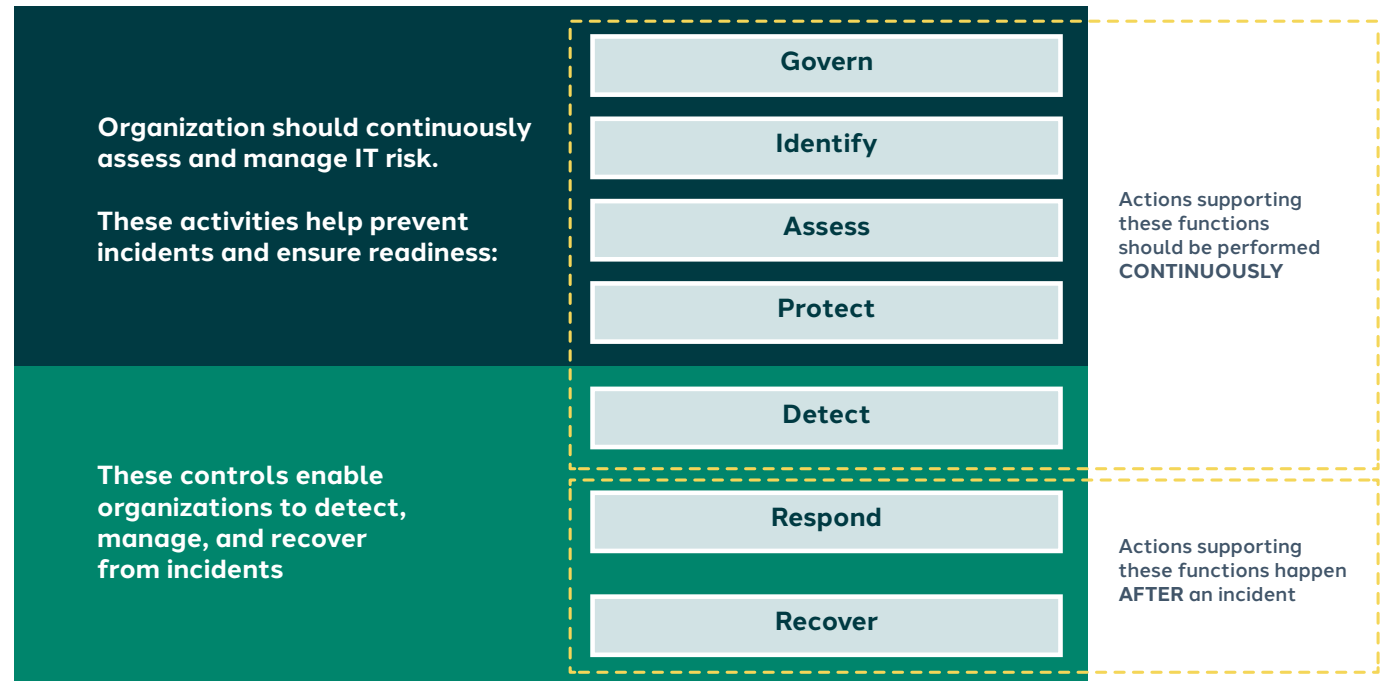 Organization should continuously
assess and manage IT risk.
These activities help prevent
incidents and ensure readiness:
Govern
Identify
Assess
Protect
Actions supporting
these functions
should be performed
CONTINUOUSLY
These controls enable
organizations to detect,
manage, and recover
from incidents
Detect
Respond
Recover
Actions supporting
these functions happen
AFTER an incident